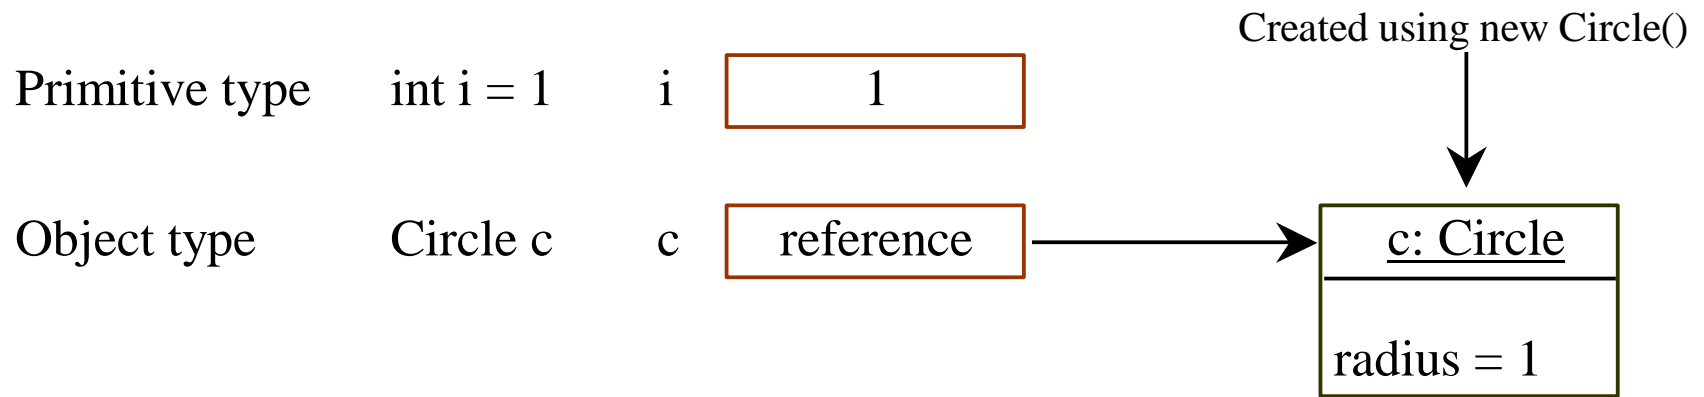 Created using new Circle()
Primitive type int i = 1 i 1
Object type Circle c c reference c: Circle
radius = 1